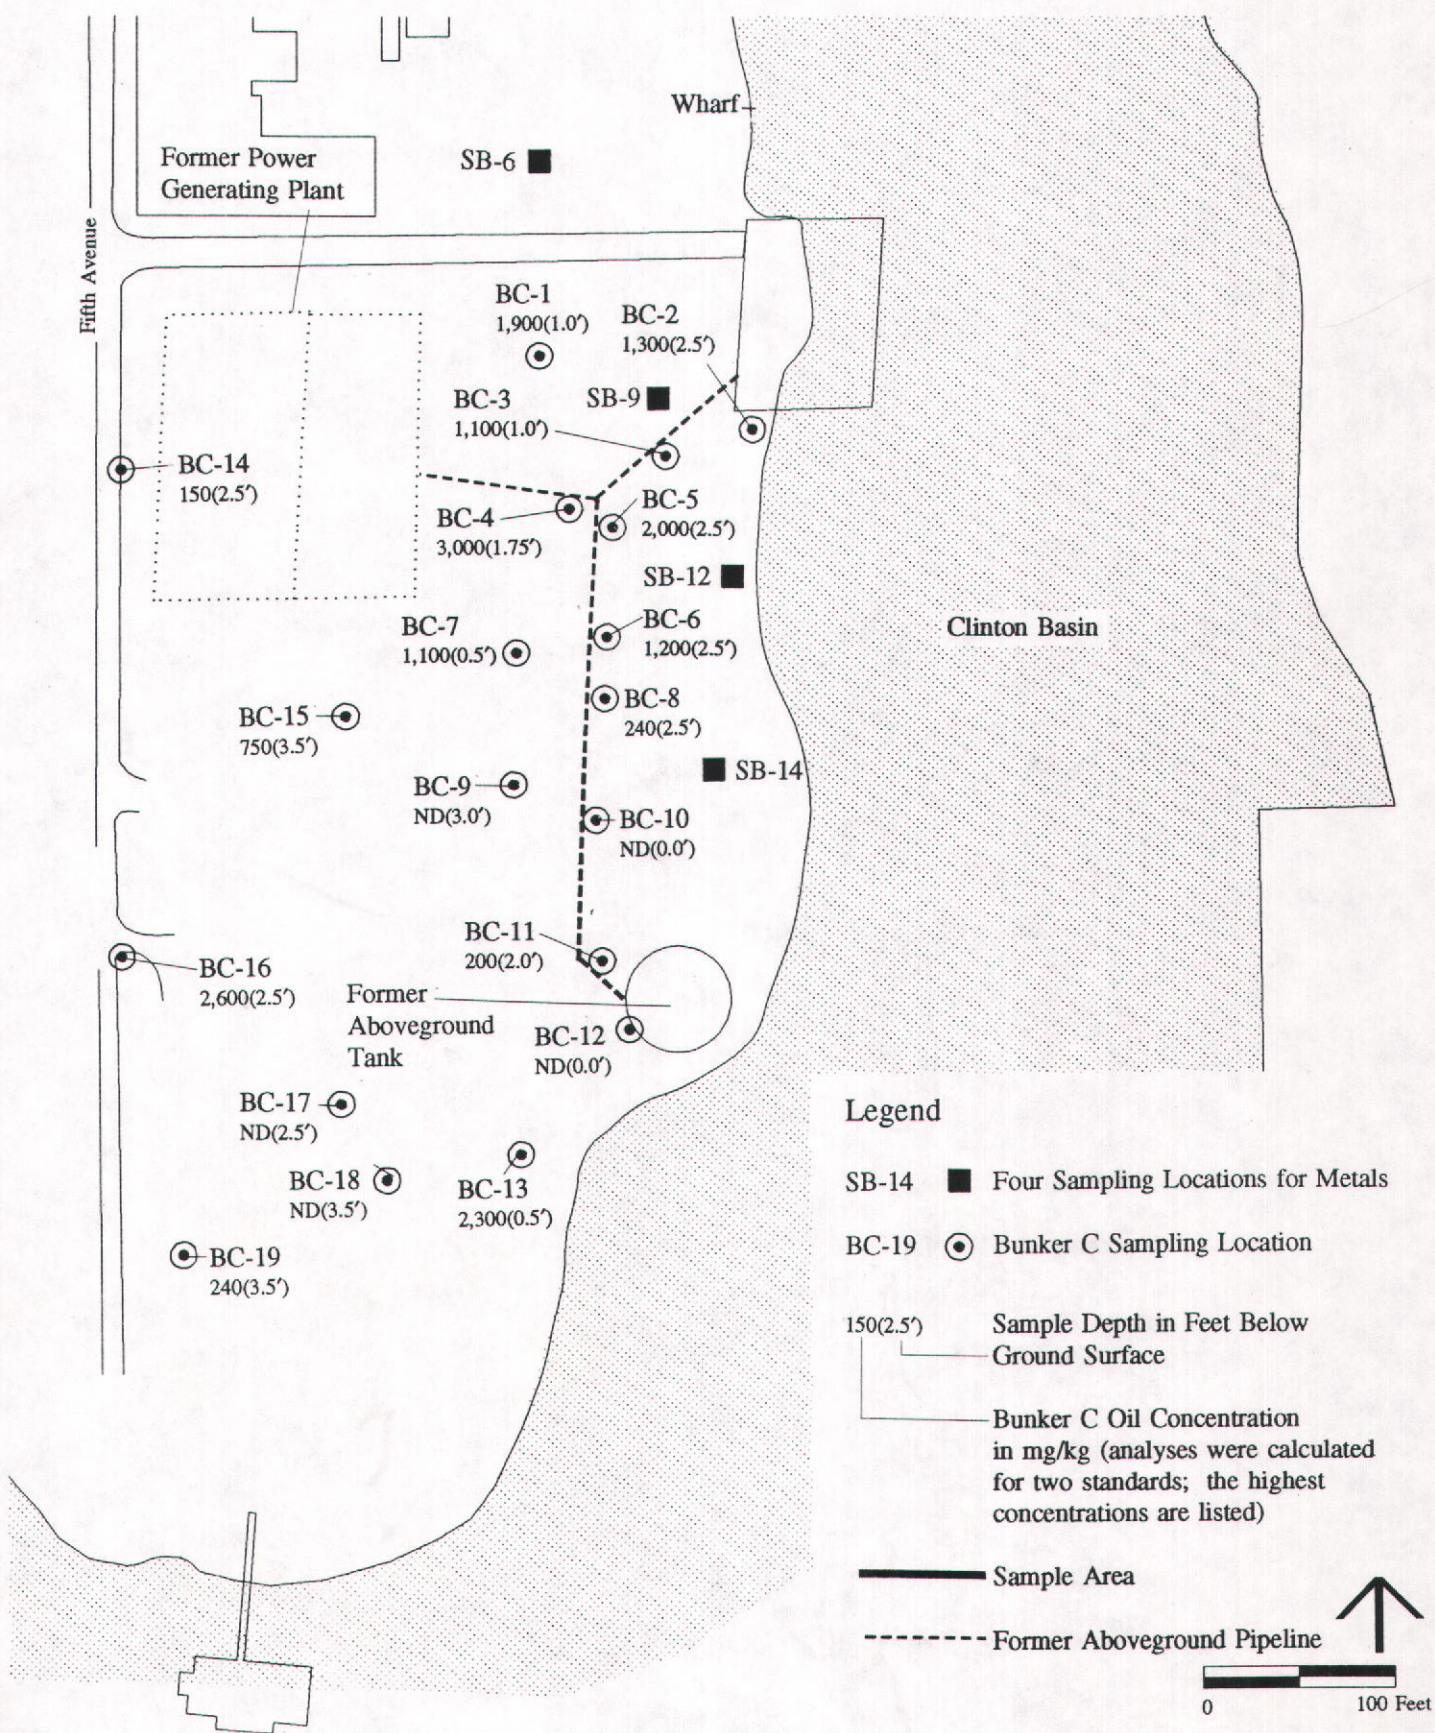 Wharf
SB-6
Former Power
Generating Plant
Fifth Avenue
BC-1
1,900(1.0′)
BC-2
1,300(2.5′)
SB-9
BC-3
1,100(1.0′)
BC-14
150(2.5′)
BC-4
3,000(1.75′)
BC-5
2,000(2.5′)
SB-12
BC-6
1,200(2.5′)
Clinton Basin
BC-7
1,100(0.5′)
BC-8
240(2.5′)
BC-15
750(3.5′)
SB-14
BC-9
ND(3.0′)
BC-10
ND(0.0′)
BC-11
200(2.0′)
BC-16
2,600(2.5′)
Former
Aboveground
Tank
BC-12
ND(0.0′)
BC-17
ND(2.5′)
BC-18
ND(3.5′)
BC-13
2,300(0.5′)
BC-19
240(3.5′)
Legend
SB-14 Four Sampling Locations for Metals
BC-19 Bunker C Sampling Location
150(2.5′) Sample Depth in Feet Below
Ground Surface
Bunker C Oil Concentration
in mg/kg (analyses were calculated
for two standards; the highest
concentrations are listed)
Sample Area
Former Aboveground Pipeline
0 100 Feet